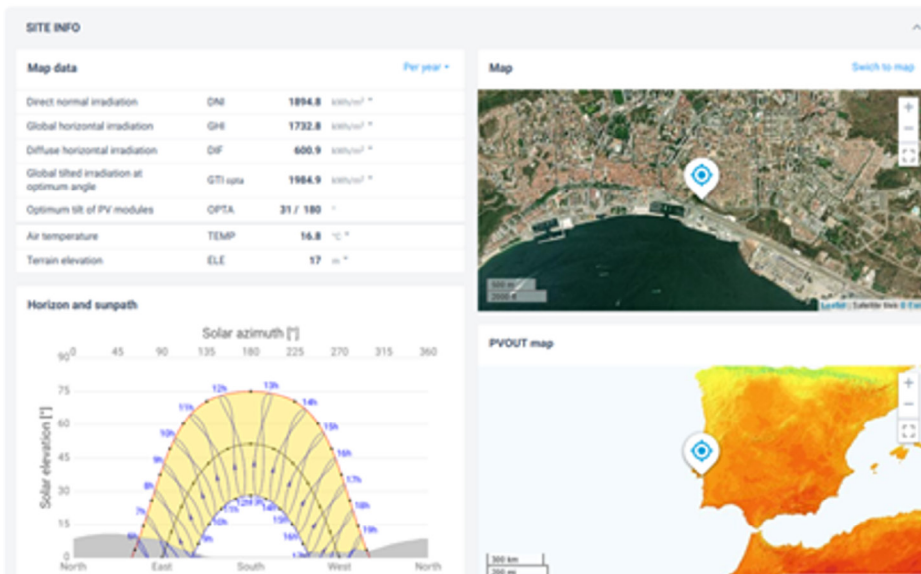 SITE INFO
Map data
Per year
Direct normal irradiation DNI 1894.8 kWh/m²
Global horizontal irradiation GHI 1732.8 kWh/m²
Diffuse horizontal irradiation DIF 600.9 kWh/m²
Global tilted irradiation at
optimum angle GTI opta 1984.9 kWh/m²
Optimum tilt of PV modules OPTA 31 / 180 °
Air temperature TEMP 16.8 °C
Terrain elevation ELE 17 m
Map
Swich to map
500 m
2000 ft
Leaflet
Horizon and sunpath
Solar azimuth [°]
0 45 90 135 180 225 270 315 360
Solar elevation [°]
90
75
60
45
30
15
0
12h 13h
11h 14h
10h 15h
9h 16h
8h 17h
7h 18h
6h 19h
North East South West North
PVOUT map
300 km